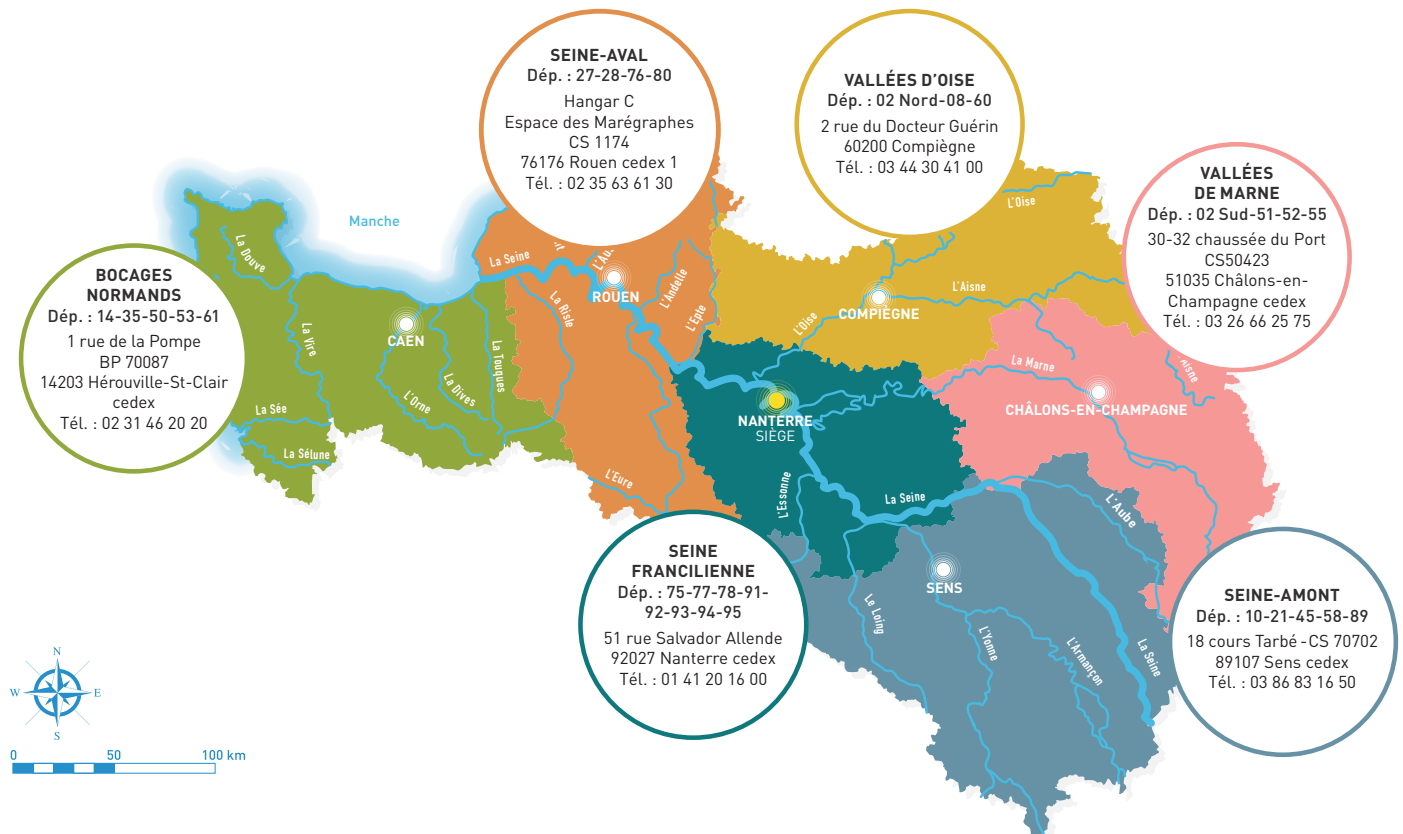 SEINE-AVAL
Dép. : 27-28-76-80
Hangar C
Espace des Marégraphes
CS 1174
76176 Rouen cedex 1
Tél. : 02 35 63 61 30
VALLÉES D'OISE
Dép. : 02 Nord-08-60
2 rue du Docteur Guérin
60200 Compiègne
Tél. : 03 44 30 41 00
VALLÉES
DE MARNE
Dép. : 02 Sud-51-52-55
30-32 chaussée du Port
CS50423
51035 Châlons-en-
Champagne cedex
Tél. : 03 26 66 25 75
BOCAGES
NORMANDS
Dép. : 14-35-50-53-61
1 rue de la Pompe
BP 70087
14203 Hérouville-St-Clair
cedex
Tél. : 02 31 46 20 20
SEINE
FRANCILIENNE
Dép. : 75-77-78-91-
92-93-94-95
51 rue Salvador Allende
92027 Nanterre cedex
Tél. : 01 41 20 16 00
SEINE-AMONT
Dép. : 10-21-45-58-89
18 cours Tarbé - CS 70702
89107 Sens cedex
Tél. : 03 86 83 16 50
Manche
La Douve
La Vire
La Sée
La Sélune
CAEN
L'Orne
La Dives
La Touques
La Seine
La Risle
ROUEN
L'Andelle
L'Epte
L'Eure
L'Oise
L'Oise
L'Aisne
COMPIÈGNE
La Marne
CHÂLONS-EN-CHAMPAGNE
NANTERRE
SIÈGE
L'Essonne
La Seine
L'Aube
SENS
Le Loing
L'Yonne
L'Armançon
La Seine
N
W
E
S
0
50
100 km